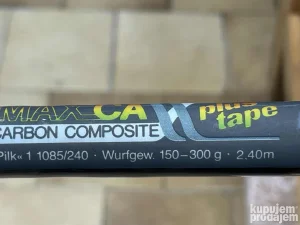 MAX CA
plus
tape
CARBON COMPOSITE
Pilk« 1 1085/240 · Wurfgew. 150-300 g · 2.40m
kupujem
prodajem